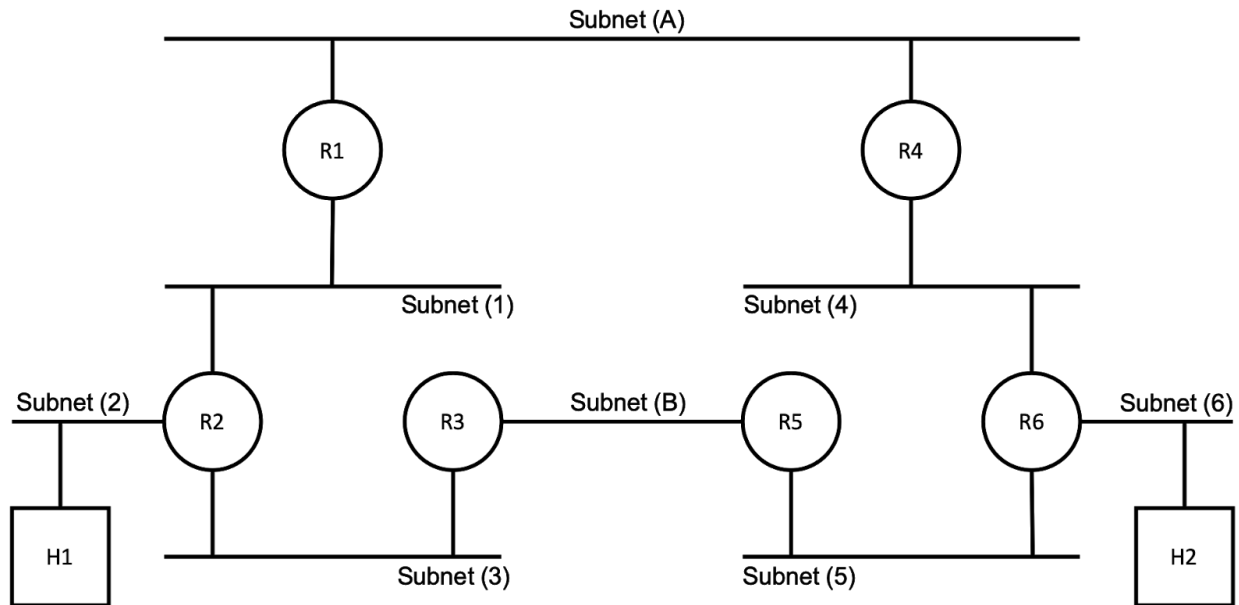 Subnet (A)
R1
R4
Subnet (1)
Subnet (4)
Subnet (2)
R2
R3
Subnet (B)
R5
R6
Subnet (6)
H1
Subnet (3)
Subnet (5)
H2